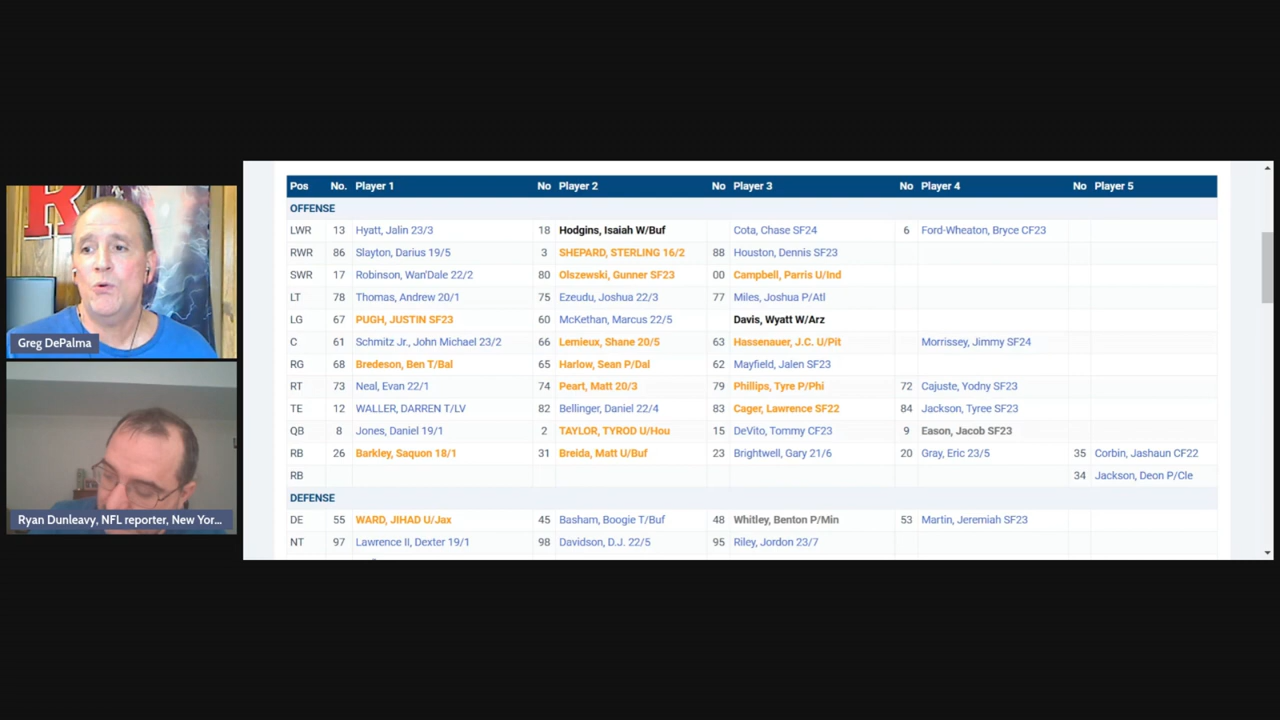 R
Greg DePalma
Ryan Dunleavy, NFL reporter, New Yor...
Pos No. Player 1 No Player 2 No Player 3 No Player 4 No Player 5
OFFENSE
LWR 13 Hyatt, Jalin 23/3 18 Hodgins, Isaiah W/Buf Cota, Chase SF24 6 Ford-Wheaton, Bryce CF23
RWR 86 Slayton, Darius 19/5 3 SHEPARD, STERLING 16/2 88 Houston, Dennis SF23
SWR 17 Robinson, Wan'Dale 22/2 80 Olszewski, Gunner SF23 00 Campbell, Parris U/Ind
LT 78 Thomas, Andrew 20/1 75 Ezeudu, Joshua 22/3 77 Miles, Joshua P/Atl
LG 67 PUGH, JUSTIN SF23 60 McKethan, Marcus 22/5 Davis, Wyatt W/Arz
C 61 Schmitz Jr., John Michael 23/2 66 Lemieux, Shane 20/5 63 Hassenauer, J.C. U/Pit Morrissey, Jimmy SF24
RG 68 Bredeson, Ben T/Bal 65 Harlow, Sean P/Dal 62 Mayfield, Jalen SF23
RT 73 Neal, Evan 22/1 74 Peart, Matt 20/3 79 Phillips, Tyre P/Phi 72 Cajuste, Yodny SF23
TE 12 WALLER, DARREN T/LV 82 Bellinger, Daniel 22/4 83 Cager, Lawrence SF22 84 Jackson, Tyree SF23
QB 8 Jones, Daniel 19/1 2 TAYLOR, TYROD U/Hou 15 DeVito, Tommy CF23 9 Eason, Jacob SF23
RB 26 Barkley, Saquon 18/1 31 Breida, Matt U/Buf 23 Brightwell, Gary 21/6 20 Gray, Eric 23/5 35 Corbin, Jashaun CF22
RB 34 Jackson, Deon P/Cle
DEFENSE
DE 55 WARD, JIHAD U/Jax 45 Basham, Boogie T/Buf 48 Whitley, Benton P/Min 53 Martin, Jeremiah SF23
NT 97 Lawrence II, Dexter 19/1 98 Davidson, D.J. 22/5 95 Riley, Jordon 23/7